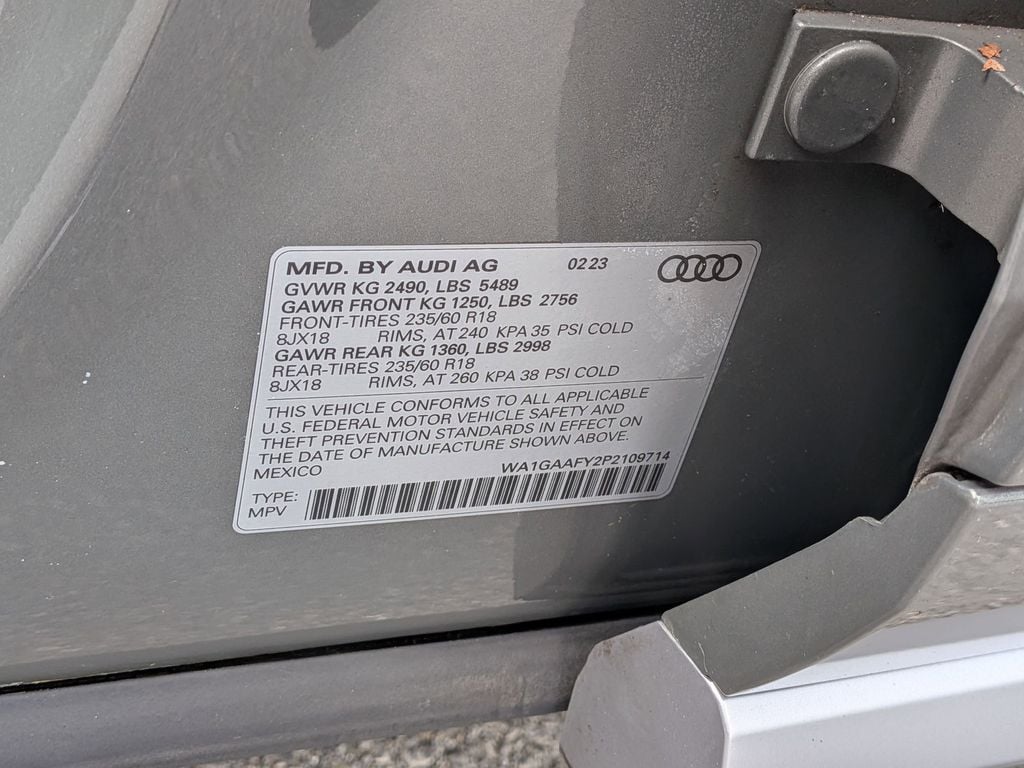 MFD. BY AUDI AG 0223
GVWR KG 2490, LBS 5489
GAWR FRONT KG 1250, LBS 2756
FRONT-TIRES 235/60 R18
8JX18 RIMS, AT 240 KPA 35 PSI COLD
GAWR REAR KG 1360, LBS 2998
REAR-TIRES 235/60 R18
8JX18 RIMS, AT 260 KPA 38 PSI COLD
THIS VEHICLE CONFORMS TO ALL APPLICABLE
U.S. FEDERAL MOTOR VEHICLE SAFETY AND
THEFT PREVENTION STANDARDS IN EFFECT ON
THE DATE OF MANUFACTURE SHOWN ABOVE.
MEXICO WA1GAAFY2P2109714
TYPE:
MPV